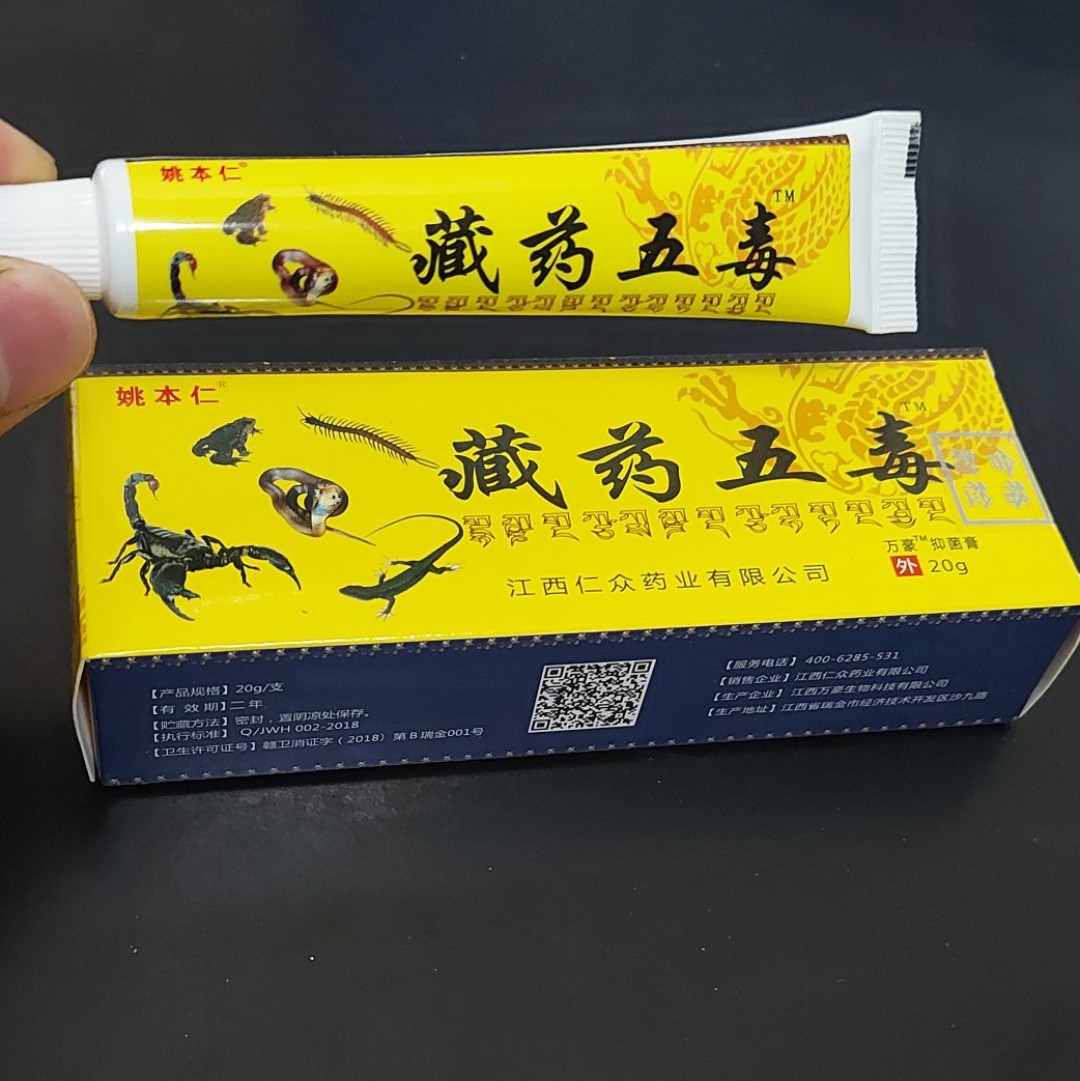 姚本仁®
藏药五毒™
姚本仁®
藏药五毒™
万豪™抑菌膏
外 20g
江西仁众药业有限公司
【产品规格】20g/支
【有 效 期】二年
【贮藏方法】密封，置阴凉处保存。
【执行标准】 Q/JWH 002-2018
【卫生许可证号】赣卫消证字（2018）第B瑞金001号
【服务电话】400-6285-531
【销售企业】江西仁众药业有限公司
【生产企业】江西万豪生物科技有限公司
【生产地址】江西省瑞金市经济技术开发区沙九路